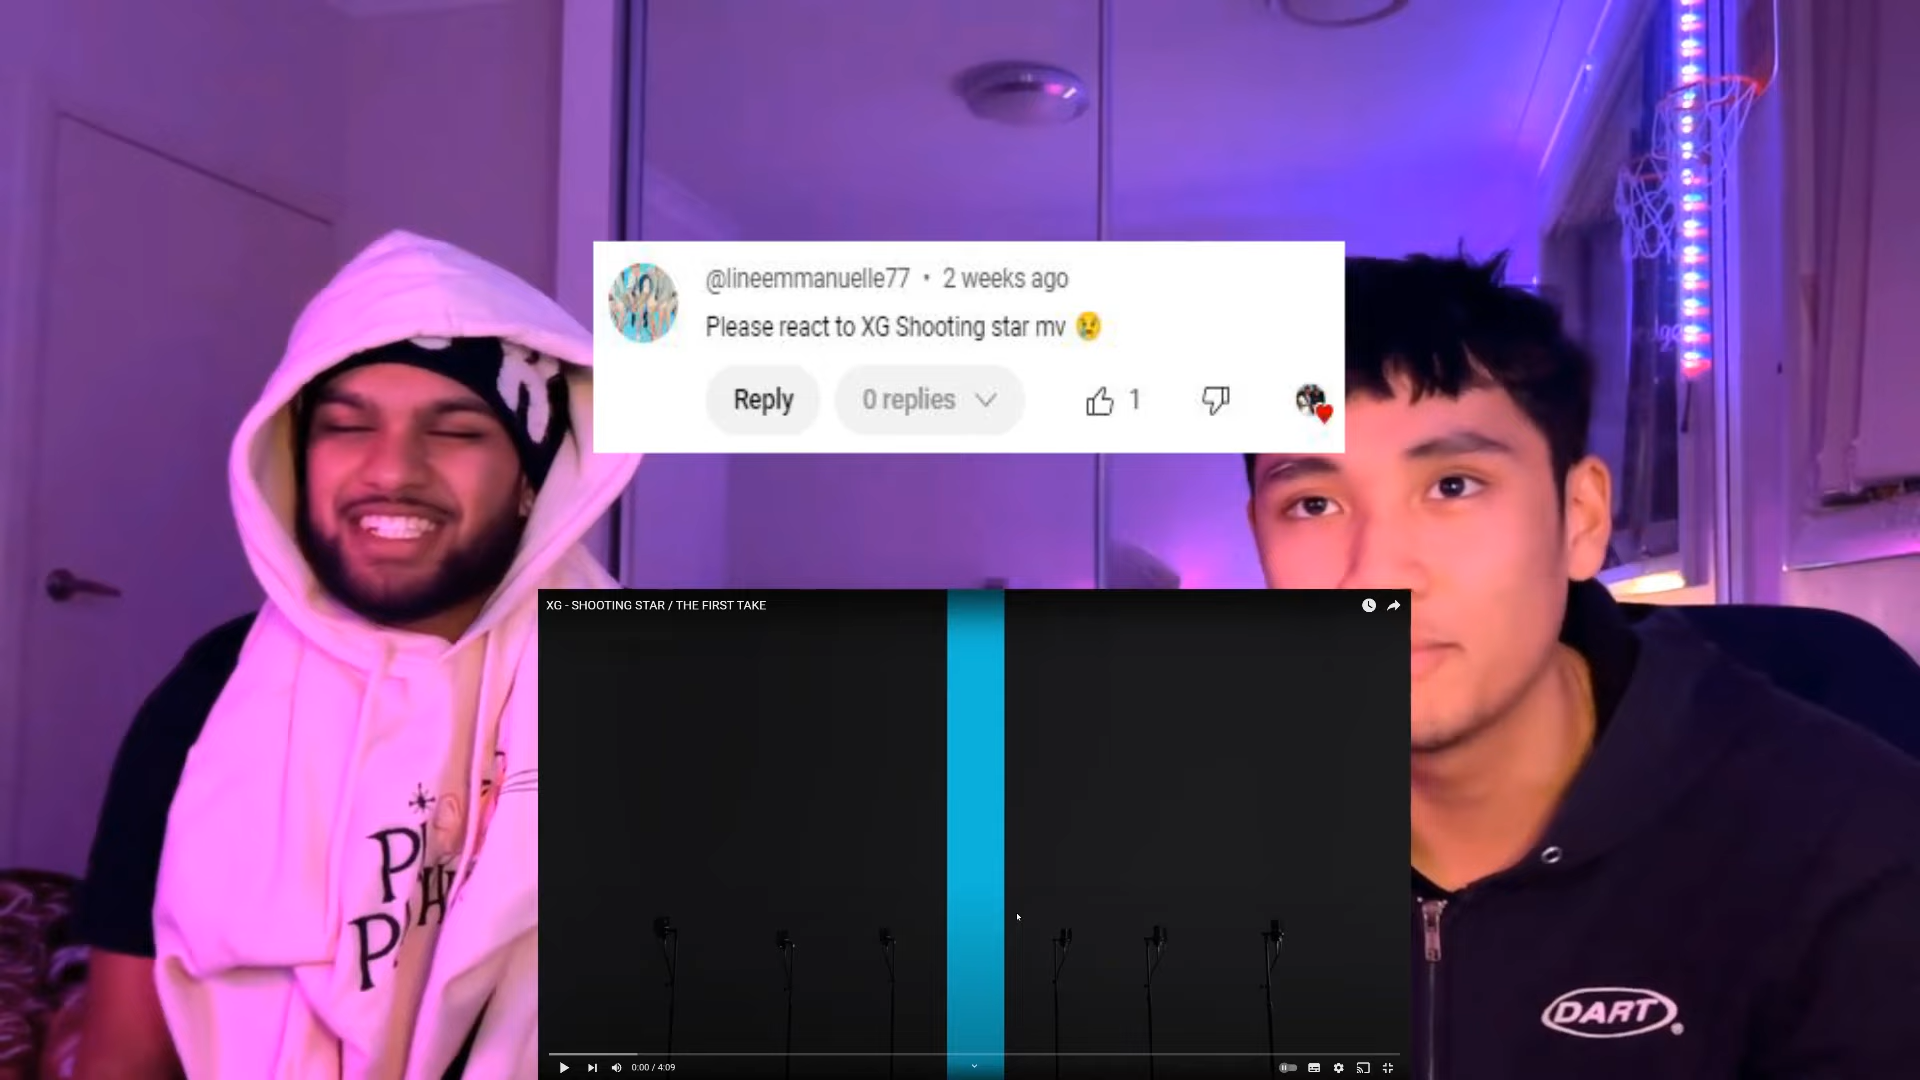 @lineemmanuelle77 • 2 weeks ago
Please react to XG Shooting star mv 😢
Reply
0 replies
1
XG - SHOOTING STAR / THE FIRST TAKE
0:00 / 4:09
DART